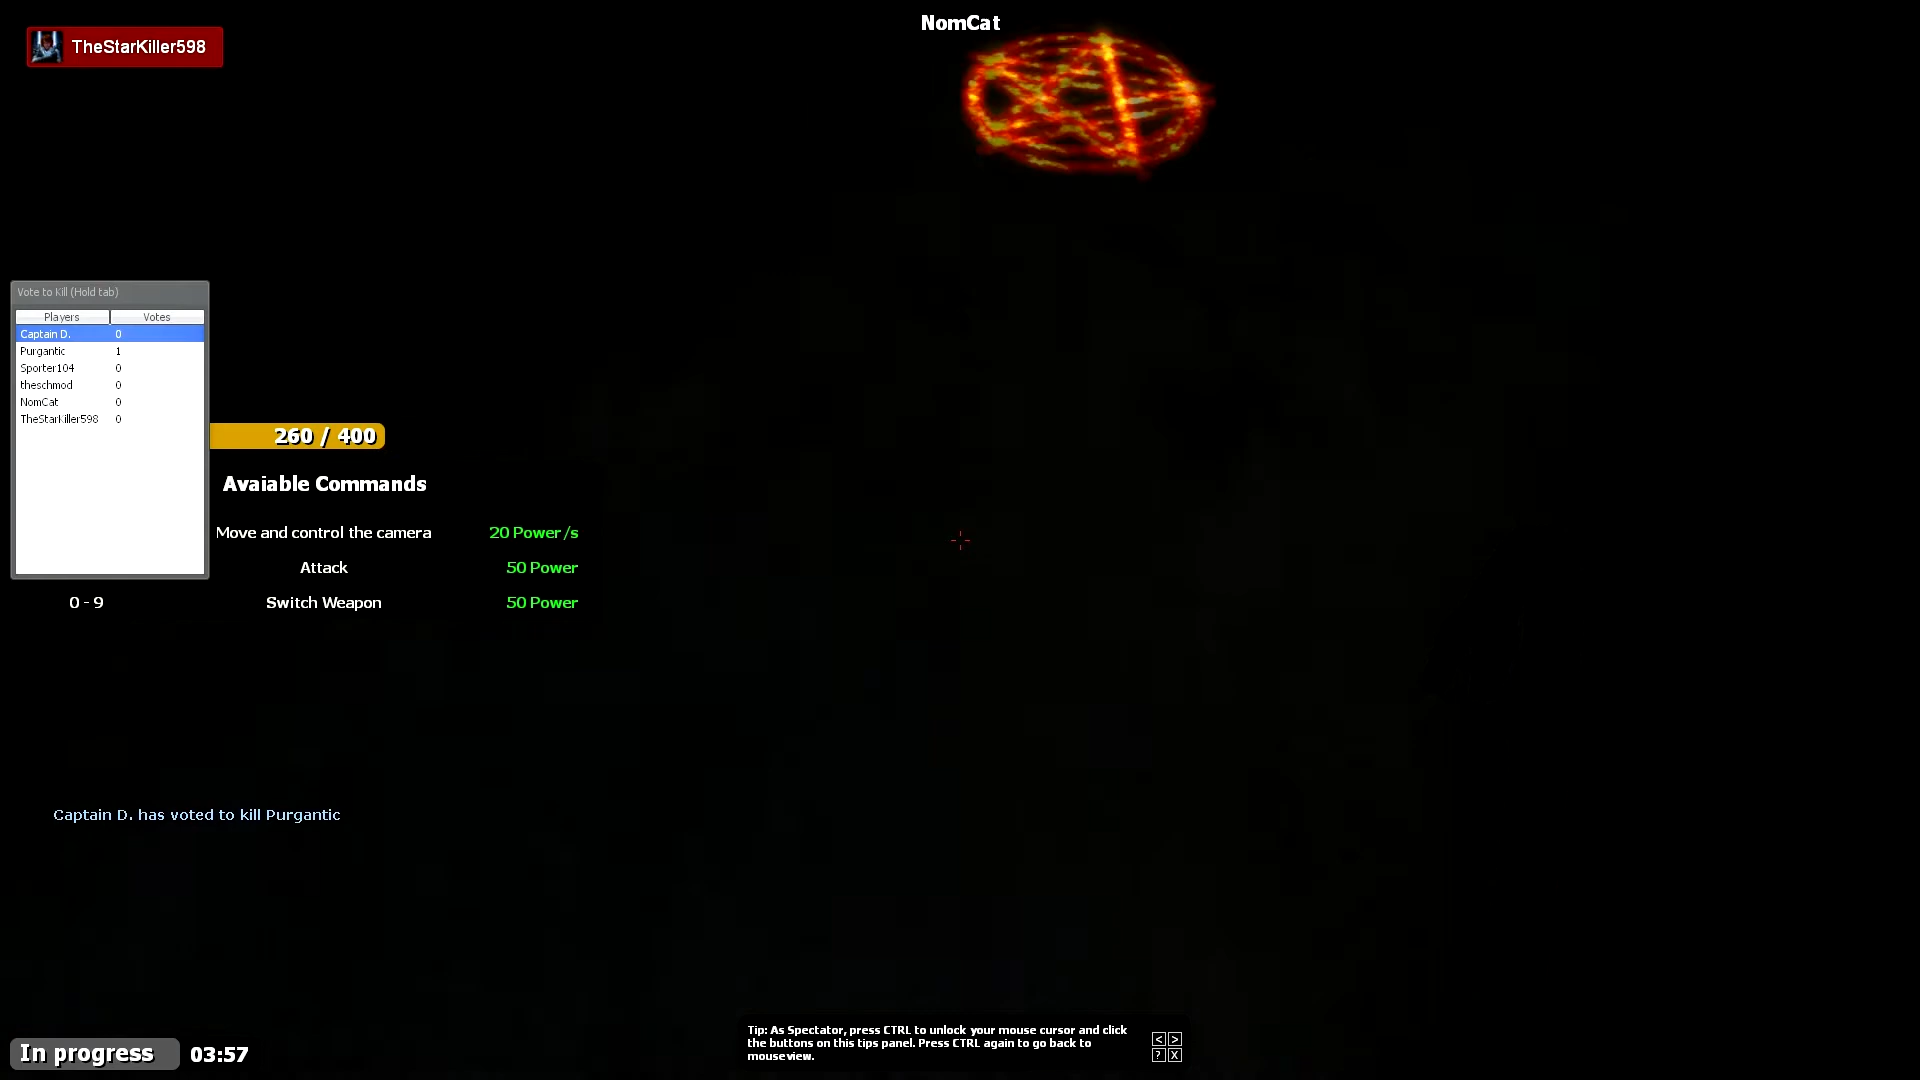 NomCat
TheStarKiller598
Vote to Kill (Hold tab)
Players Votes
Captain D. 0
Purgantic 1
Sporter104 0
theschmod 0
NomCat 0
TheStarKiller598 0
260 / 400
Avaiable Commands
Move and control the camera 20 Power/s
Attack 50 Power
0 - 9 Switch Weapon 50 Power
Captain D. has voted to kill Purgantic
Tip: As Spectator, press CTRL to unlock your mouse cursor and click
the buttons on this tips panel. Press CTRL again to go back to
mouseview.
< >
? X
In progress 03:57